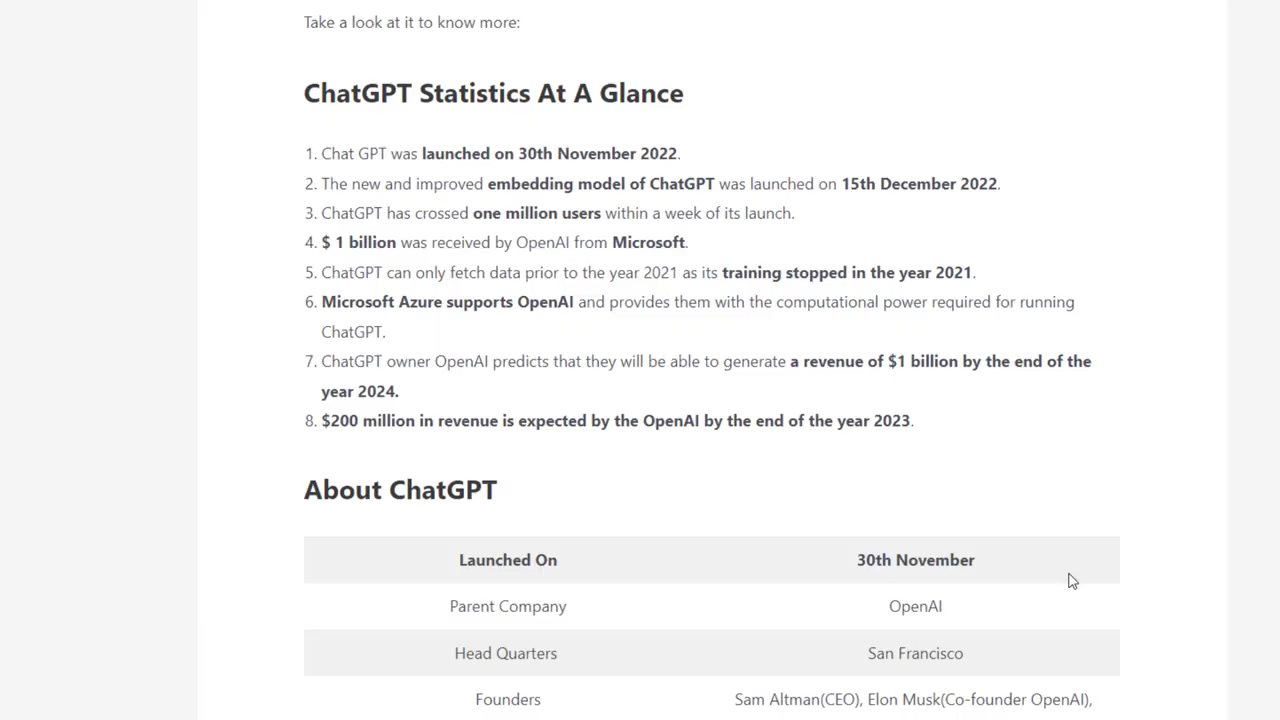 Take a look at it to know more:
ChatGPT Statistics At A Glance
1. Chat GPT was launched on 30th November 2022.
2. The new and improved embedding model of ChatGPT was launched on 15th December 2022.
3. ChatGPT has crossed one million users within a week of its launch.
4. $ 1 billion was received by OpenAI from Microsoft.
5. ChatGPT can only fetch data prior to the year 2021 as its training stopped in the year 2021.
6. Microsoft Azure supports OpenAI and provides them with the computational power required for running
ChatGPT.
7. ChatGPT owner OpenAI predicts that they will be able to generate a revenue of $1 billion by the end of the
year 2024.
8. $200 million in revenue is expected by the OpenAI by the end of the year 2023.
About ChatGPT
Launched On 30th November
Parent Company OpenAI
Head Quarters San Francisco
Founders Sam Altman(CEO), Elon Musk(Co-founder OpenAI),